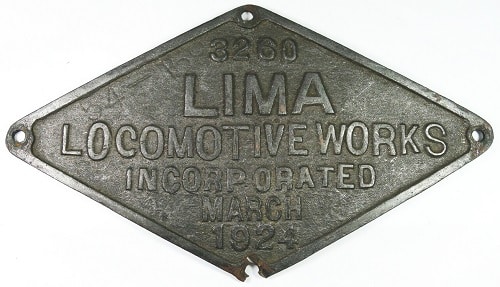 3260
LIMA
LOCOMOTIVE WORKS
INCORPORATED
MARCH
1924